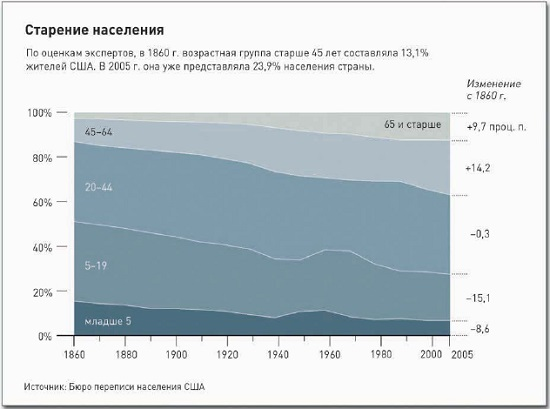 Старение населения
По оценкам экспертов, в 1860 г. возрастная группа старше 45 лет составляла 13,1%
жителей США. В 2005 г. она уже представляла 23,9% населения страны.
Изменение
с 1860 г.
100%
80%
60%
40%
20%
0%
65 и старше
45–64
20–44
5–19
младше 5
+9,7 проц. п.
+14,2
–0,3
–15,1
–8,6
1860 1880 1900 1920 1940 1960 1980 2000 2005
Источник: Бюро переписи населения США